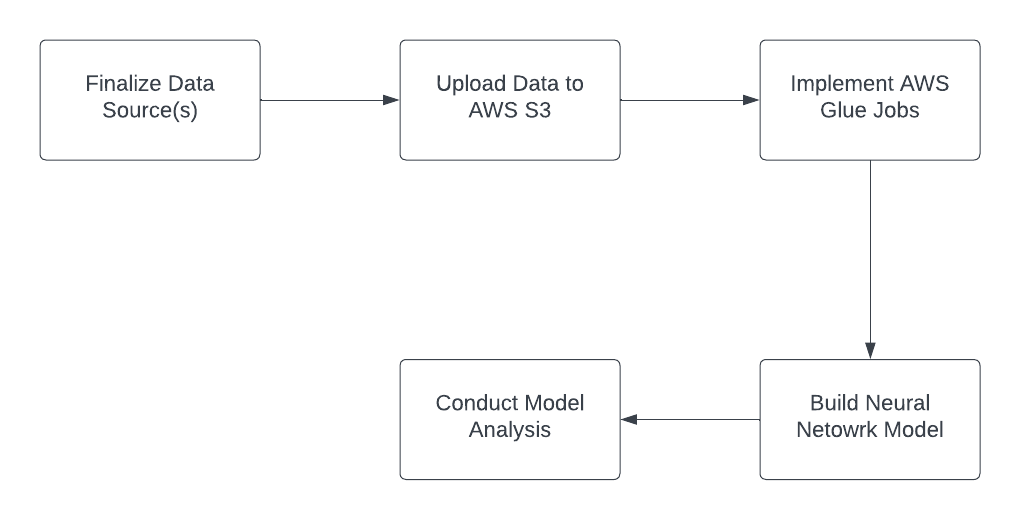 Finalize Data
Source(s)
Upload Data to
AWS S3
Implement AWS
Glue Jobs
Conduct Model
Analysis
Build Neural
Netowrk Model